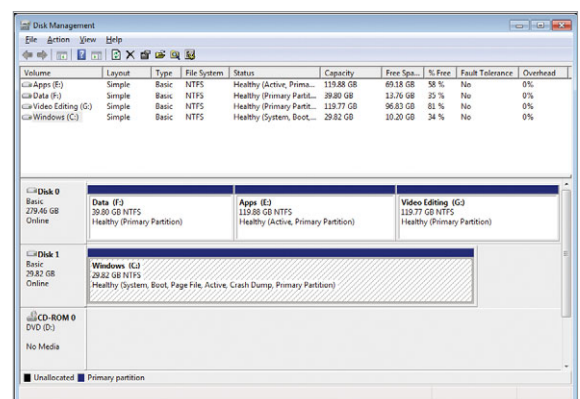 Disk Management
File Action View Help
Volume Layout Type File System Status Capacity Free Spa... % Free Fault Tolerance Overhead
Apps (E:) Simple Basic NTFS Healthy (Active, Prima... 119.88 GB 69.18 GB 58 % No 0%
Data (F:) Simple Basic NTFS Healthy (Primary Partit... 39.80 GB 13.76 GB 35 % No 0%
Video Editing (G:) Simple Basic NTFS Healthy (Primary Partit... 119.77 GB 96.83 GB 81 % No 0%
Windows (C:) Simple Basic NTFS Healthy (System, Boot,... 29.82 GB 10.20 GB 34 % No 0%
Disk 0
Basic
279.46 GB
Online
Data (F:)
39.80 GB NTFS
Healthy (Primary Partition)
Apps (E:)
119.88 GB NTFS
Healthy (Active, Primary Partition)
Video Editing (G:)
119.77 GB NTFS
Healthy (Primary Partition)
Disk 1
Basic
29.82 GB
Online
Windows (C:)
29.82 GB NTFS
Healthy (System, Boot, Page File, Active, Crash Dump, Primary Partition)
CD-ROM 0
DVD (D:)
No Media
Unallocated Primary partition